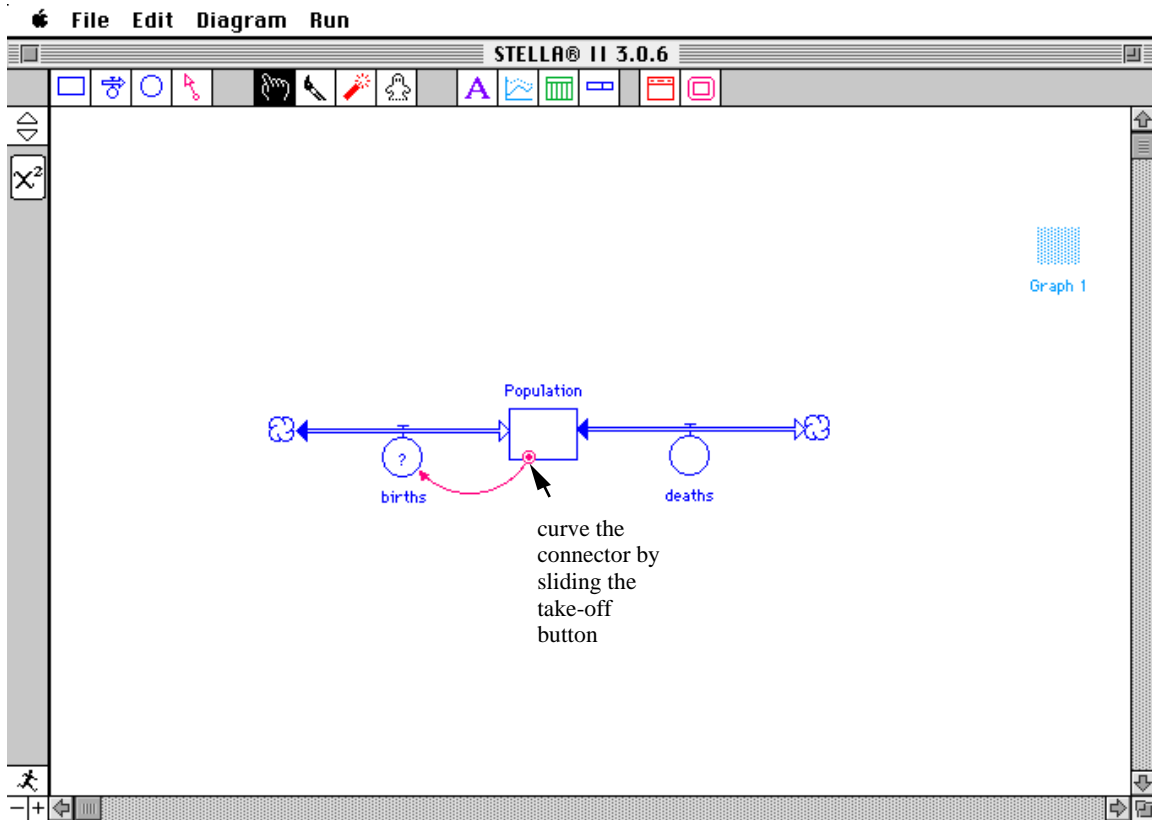 File Edit Diagram Run
STELLA® II 3.0.6
A
X²
Graph 1
Population
?
births
deaths
curve the
connector by
sliding the
take-off
button
− +